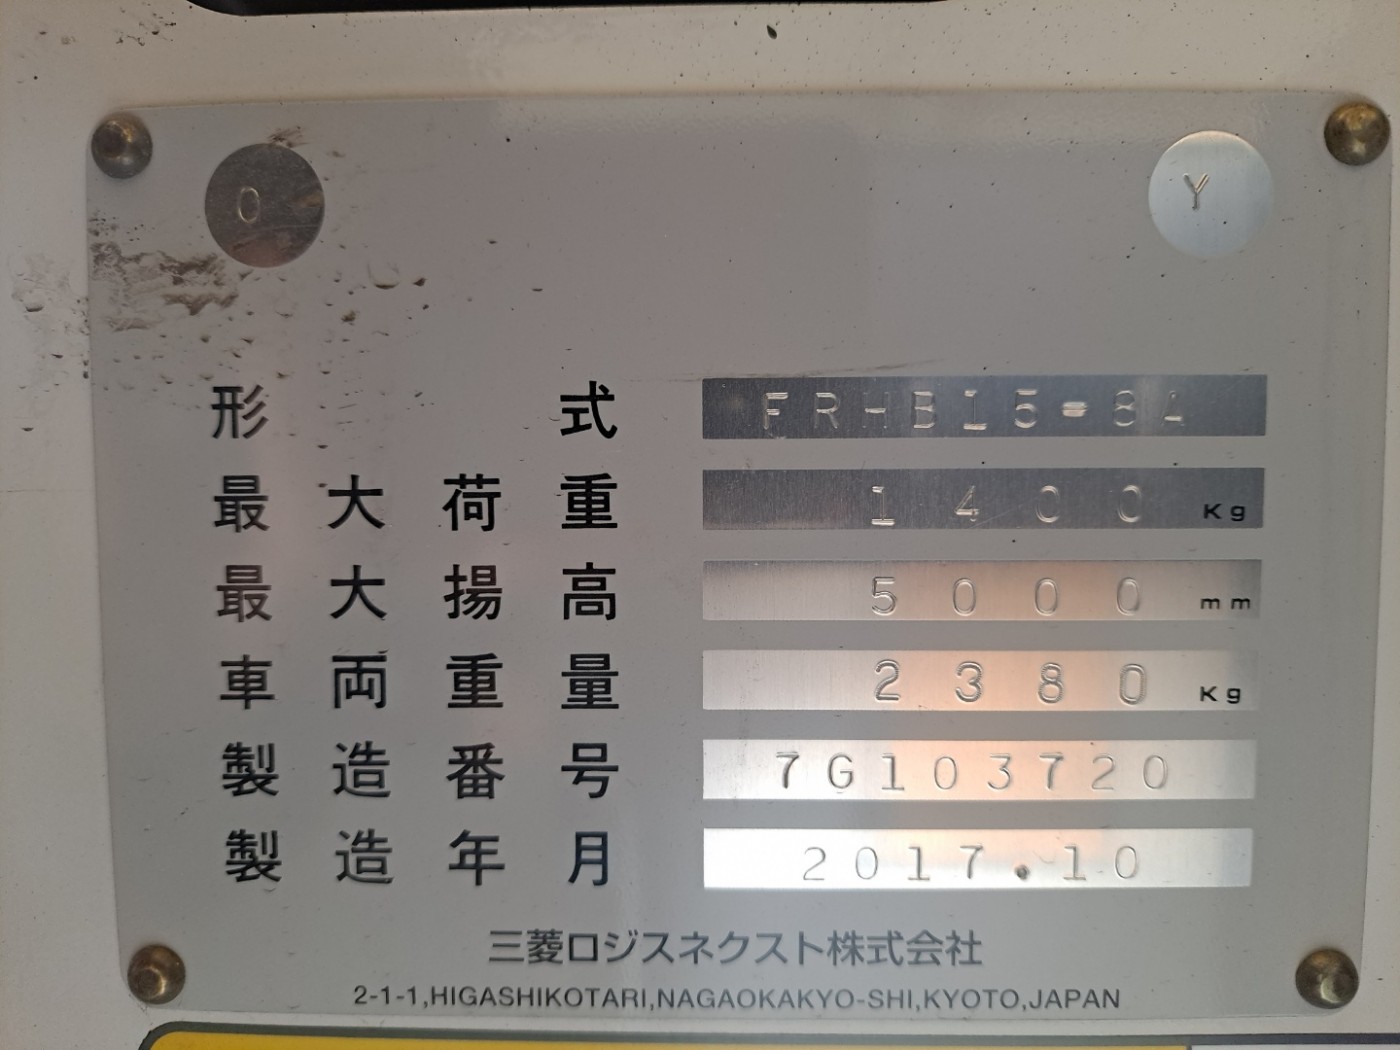 O Y
形式 FRHB15-8A
最大荷重 1400 Kg
最大揚高 5000 mm
車両重量 2380 Kg
製造番号 7G103720
製造年月 2017.10
三菱ロジスネクスト株式会社
2-1-1,HIGASHIKOTARI,NAGAOKAKYO-SHI,KYOTO,JAPAN